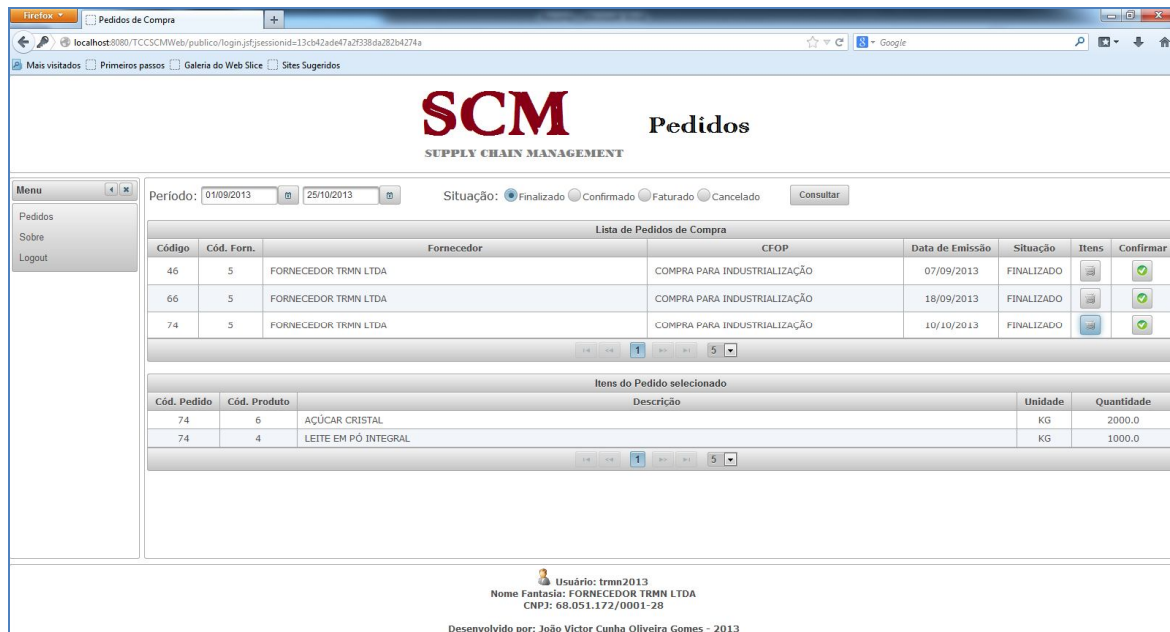 Firefox
Pedidos de Compra
localhost:8080/TCCSCMWeb/publico/login.jsf;jsessionid=13cb42ade47a2f338da282b4274a
Google
Mais visitados Primeiros passos Galeria do Web Slice Sites Sugeridos
SCM Pedidos
SUPPLY CHAIN MANAGEMENT
Menu
Pedidos
Sobre
Logout
Período: 01/09/2013 25/10/2013 Situação: Finalizado Confirmado Faturado Cancelado Consultar
Lista de Pedidos de Compra
Código Cód. Forn. Fornecedor CFOP Data de Emissão Situação Itens Confirmar
46 5 FORNECEDOR TRMN LTDA COMPRA PARA INDUSTRIALIZAÇÃO 07/09/2013 FINALIZADO
66 5 FORNECEDOR TRMN LTDA COMPRA PARA INDUSTRIALIZAÇÃO 18/09/2013 FINALIZADO
74 5 FORNECEDOR TRMN LTDA COMPRA PARA INDUSTRIALIZAÇÃO 10/10/2013 FINALIZADO
1 5
Itens do Pedido selecionado
Cód. Pedido Cód. Produto Descrição Unidade Quantidade
74 6 AÇÚCAR CRISTAL KG 2000.0
74 4 LEITE EM PÓ INTEGRAL KG 1000.0
1 5
Usuário: trmn2013
Nome Fantasia: FORNECEDOR TRMN LTDA
CNPJ: 68.051.172/0001-28
Desenvolvido por: João Victor Cunha Oliveira Gomes - 2013